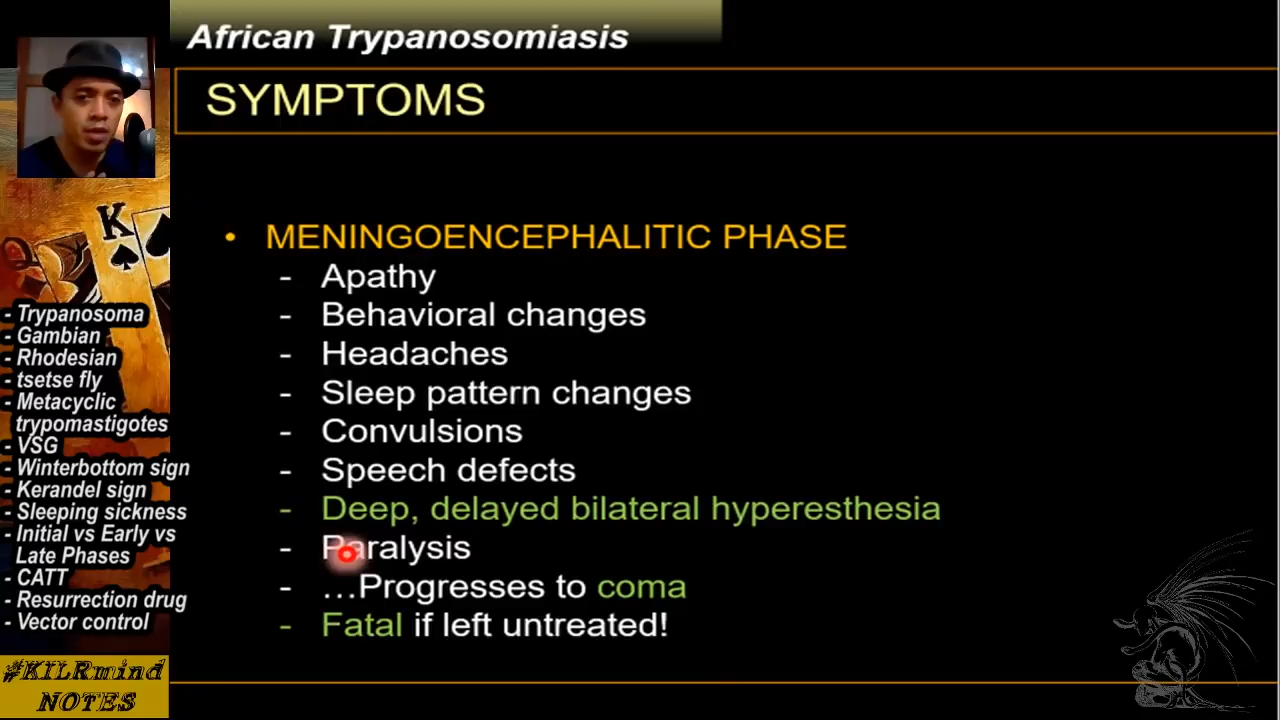 African Trypanosomiasis
SYMPTOMS
• MENINGOENCEPHALITIC PHASE
- Apathy
- Behavioral changes
- Headaches
- Sleep pattern changes
- Convulsions
- Speech defects
- Deep, delayed bilateral hyperesthesia
- Paralysis
- …Progresses to coma
- Fatal if left untreated!
K
- Trypanosoma
- Gambian
- Rhodesian
- tsetse fly
- Metacyclic
trypomastigotes
- VSG
- Winterbottom sign
- Kerandel sign
- Sleeping sickness
- Initial vs Early vs
Late Phases
- CATT
- Resurrection drug
- Vector control
#KILRmind
NOTES